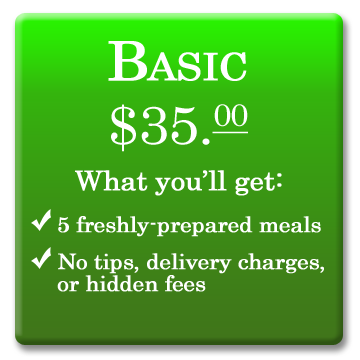 Basic
$35.00
What you’ll get:
5 freshly-prepared meals
No tips, delivery charges,
or hidden fees